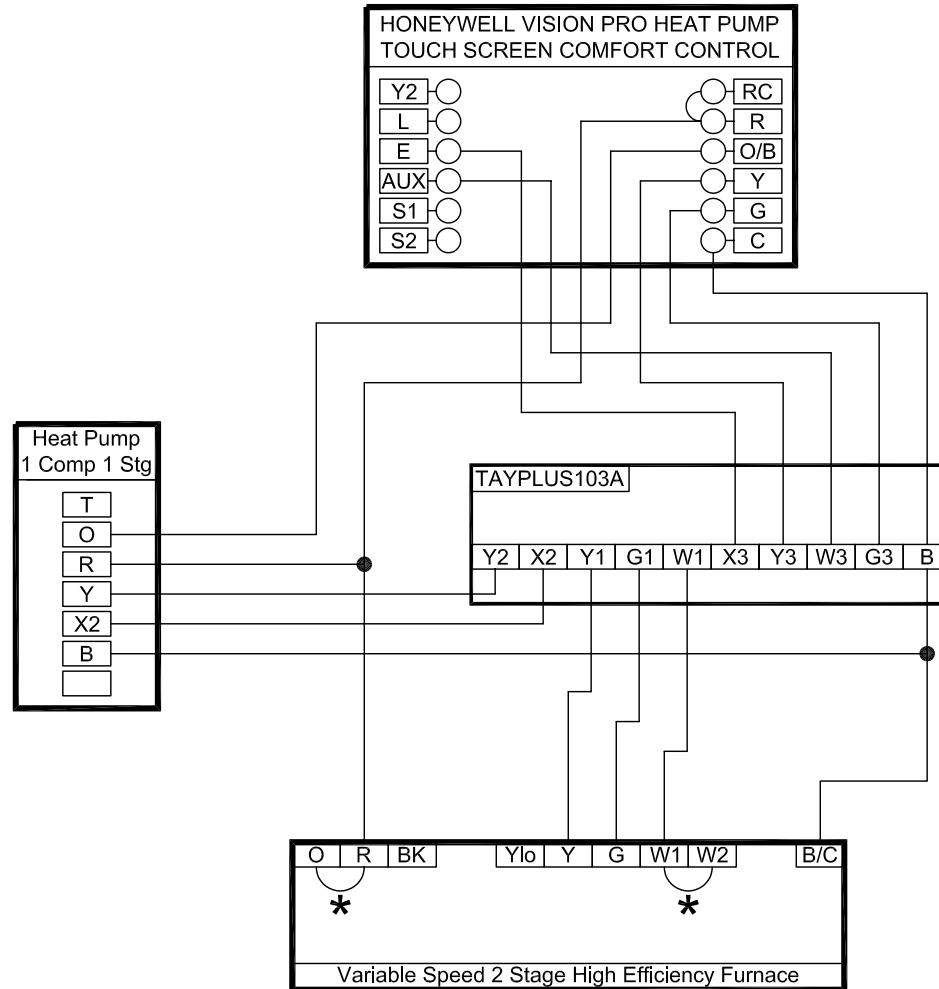 HONEYWELL VISION PRO HEAT PUMP
TOUCH SCREEN COMFORT CONTROL
Y2
L
E
AUX
S1
S2
RC
R
O/B
Y
G
C
Heat Pump
1 Comp 1 Stg
T
O
R
Y
X2
B
TAYPLUS103A
Y2 X2 Y1 G1 W1 X3 Y3 W3 G3 B
O R BK Ylo Y G W1 W2 B/C
* *
Variable Speed 2 Stage High Efficiency Furnace